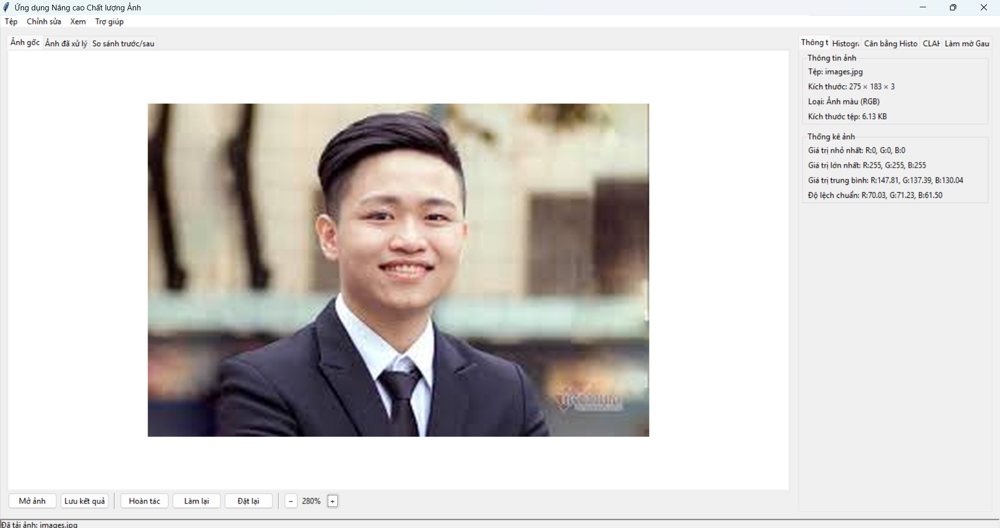 Ứng dụng Nâng cao Chất lượng Ảnh
Tệp Chỉnh sửa Xem Trợ giúp
Ảnh gốc Ảnh đã xử lý So sánh trước/sau
Thông t Histogra Cân bằng Histo CLAH Làm mờ Gau
Thông tin ảnh
Tệp: images.jpg
Kích thước: 275 × 183 × 3
Loại: Ảnh màu (RGB)
Kích thước tệp: 6.13 KB
Thống kê ảnh
Giá trị nhỏ nhất: R:0, G:0, B:0
Giá trị lớn nhất: R:255, G:255, B:255
Giá trị trung bình: R:147.81, G:137.39, B:130.04
Độ lệch chuẩn: R:70.03, G:71.23, B:61.50
Mở ảnh Lưu kết quả Hoàn tác Làm lại Đặt lại − 280% +
Đã tải ảnh: images.jpg